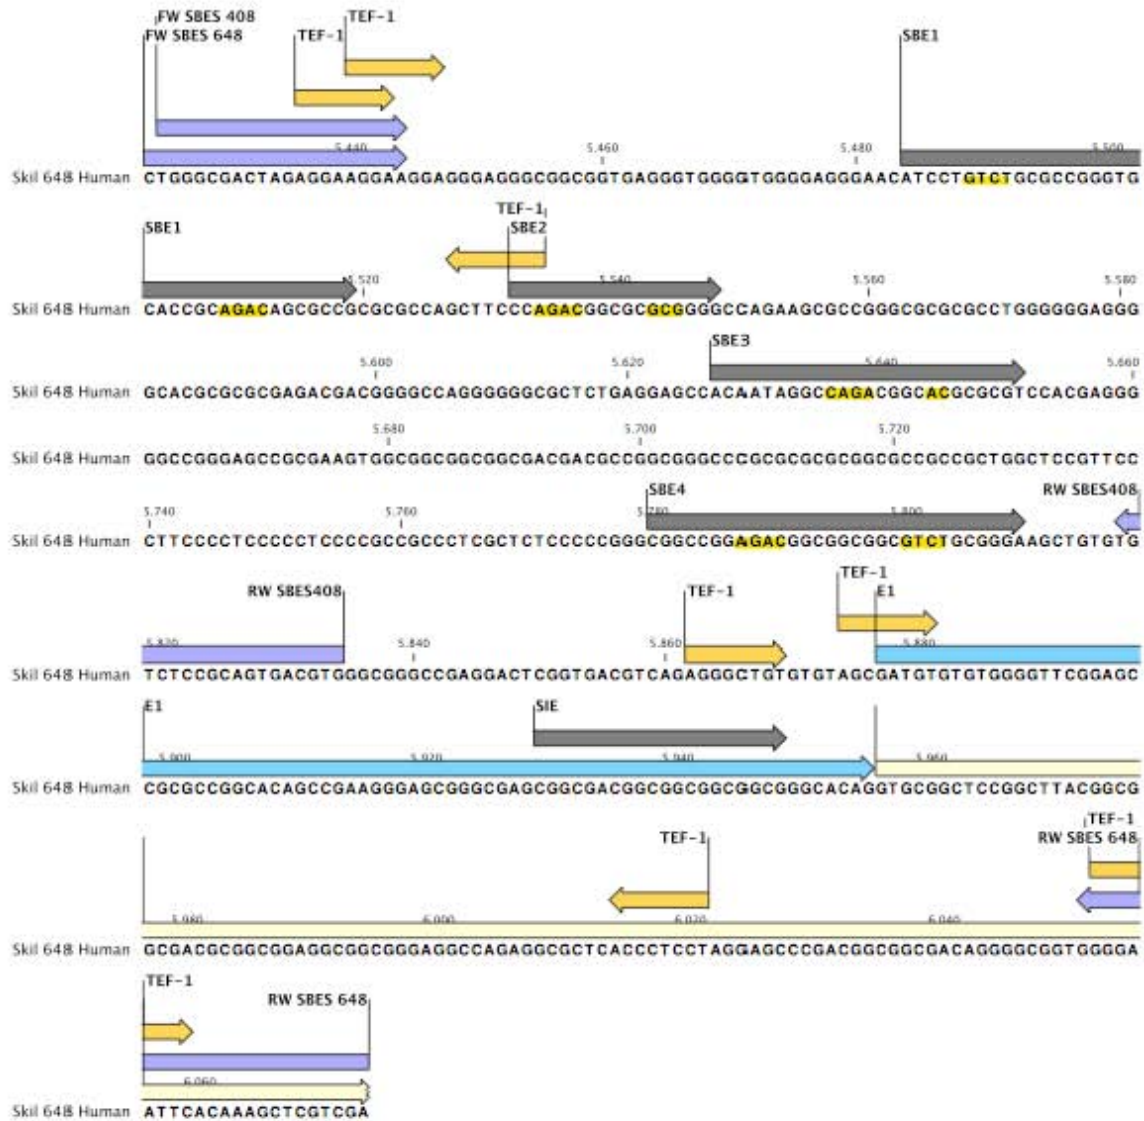 FW SBES 408 TEF-1
FW SBES 648 TEF-1 SBE1
5.440 5.460 5.480 5.500
Skil 648 Human CTGGGCGACTAGAGGAAGGAAGGAGGGAGGGCGGCGGTGAGGGTGGGGTGGGGAGGGAACATCCTGTCTGCGCCGGGTG
TEF-1
SBE1 SBE2
5.520 5.540 5.560 5.580
Skil 648 Human CACCGCAGACAGCGCCGCGCGCCAGCTTCCCAGACGGCGCGCGGGGCCAGAAGCGCCGGGCGCGCGCCTGGGGGGAGGG
SBE3
5.600 5.620 5.640 5.660
Skil 648 Human GCACGCGCGCGAGACGACGGGGCCAGGGGGGCGCTCTGAGGAGCCACAATAGGCCAGACGGCACGCGCGTCCACGAGGG
5.680 5.700 5.720
Skil 648 Human GGCCGGGAGCCGCGAAGTGGCGGCGGCGGCGACGACGCCGGCGGGCCCGCGCGCGCGGCGCCGCCGCTGGCTCCGTTCC
SBE4 RW SBES408
5.740 5.760 5.780 5.800
Skil 648 Human CTTCCCCTCCCCCTCCCCGCCGCCCTCGCTCTCCCCCGGGCGGCCGGAGACGGCGGCGGCGTCTGCGGGAAGCTGTGTG
TEF-1
RW SBES408 TEF-1 E1
5.820 5.840 5.860 5.880
Skil 648 Human TCTCCGCAGTGACGTGGGCGGGCCGAGGACTCGGTGACGTCAGAGGGCTGTGTGTAGCGATGTGTGTGGGGTTCGGAGC
E1 SIE
5.900 5.920 5.940 5.960
Skil 648 Human CGCGCCGGCACAGCCGAAGGGAGCGGGCGAGCGGCGACGGCGGCGGCGGCGGGCACAGGTGCGGCTCCGGCTTACGGCG
TEF-1
TEF-1 RW SBES 648
5.980 6.000 6.020 6.040
Skil 648 Human GCGACGCGGCGGAGGCGGCGGGAGGCCAGAGGCGCTCACCCTCCTAGGAGCCCGACGGCGGCGACAGGGGCGGTGGGGA
TEF-1
RW SBES 648
6.060
Skil 648 Human ATTCACAAAGCTCGTCGA